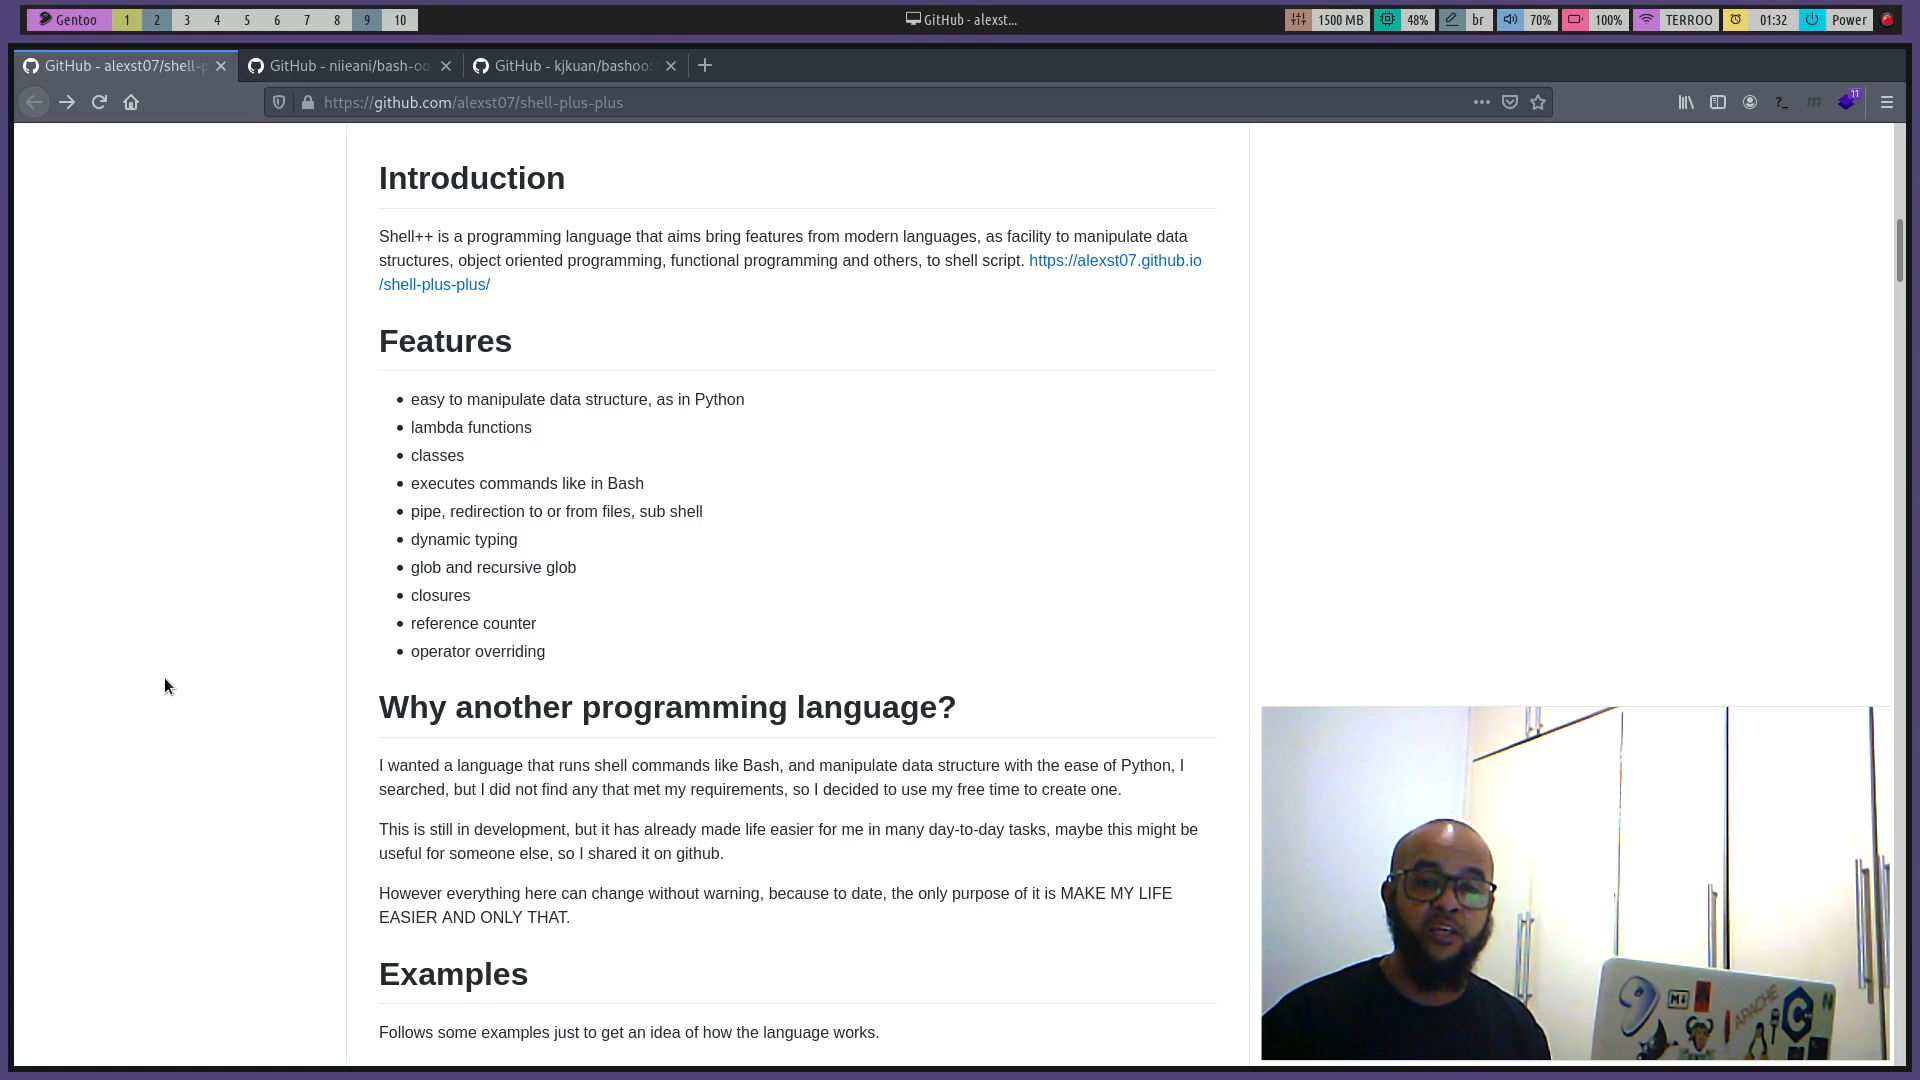 Gentoo 1 2 3 4 5 6 7 8 9 10 GitHub - alexst... 1500 MB 48% br 70% 100% TERROO 01:32 Power
GitHub - alexst07/shell-p GitHub - niieani/bash-oo GitHub - kjkuan/bashoo:
https://github.com/alexst07/shell-plus-plus 11
Introduction
Shell++ is a programming language that aims bring features from modern languages, as facility to manipulate data
structures, object oriented programming, functional programming and others, to shell script. https://alexst07.github.io
/shell-plus-plus/
Features
easy to manipulate data structure, as in Python
lambda functions
classes
executes commands like in Bash
pipe, redirection to or from files, sub shell
dynamic typing
glob and recursive glob
closures
reference counter
operator overriding
Why another programming language?
I wanted a language that runs shell commands like Bash, and manipulate data structure with the ease of Python, I
searched, but I did not find any that met my requirements, so I decided to use my free time to create one.
This is still in development, but it has already made life easier for me in many day-to-day tasks, maybe this might be
useful for someone else, so I shared it on github.
However everything here can change without warning, because to date, the only purpose of it is MAKE MY LIFE
EASIER AND ONLY THAT.
Examples
Follows some examples just to get an idea of how the language works.
APACHE